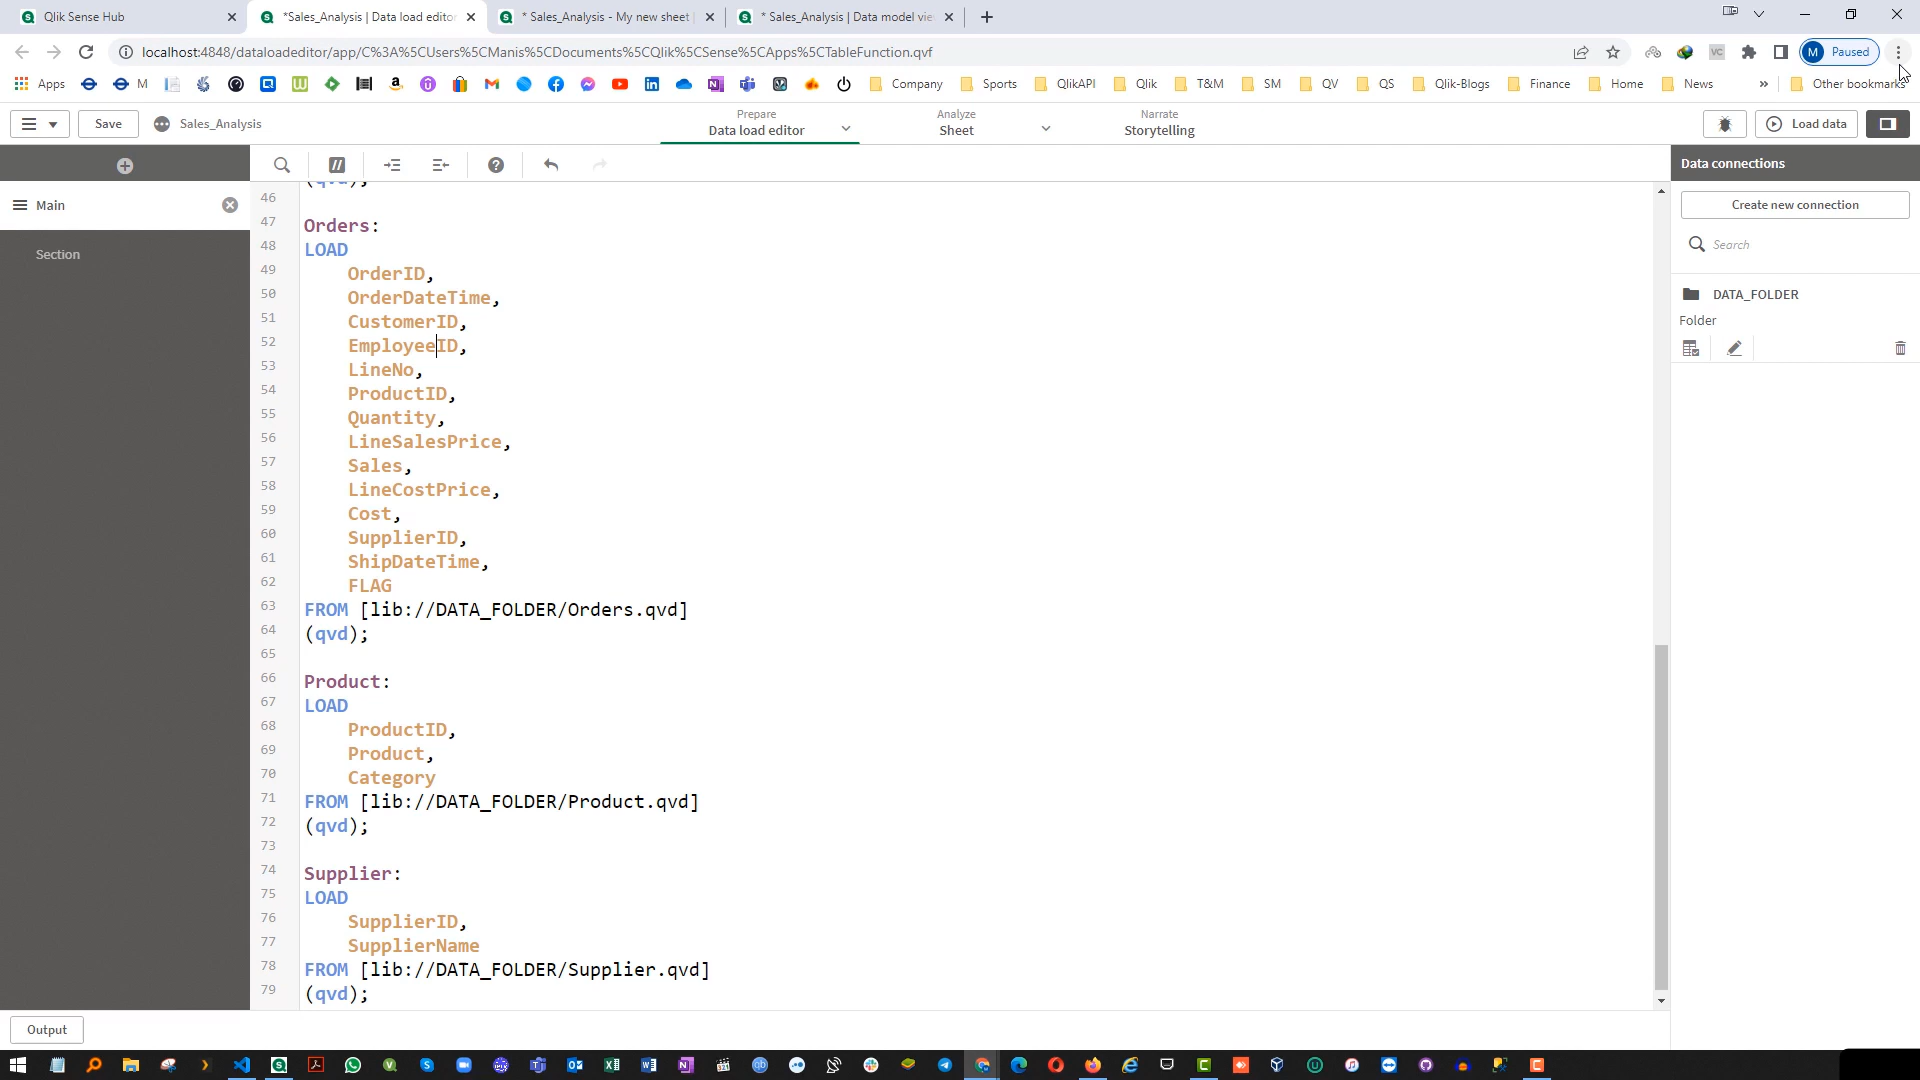 Qlik Sense Hub
*Sales_Analysis | Data load editor
* Sales_Analysis - My new sheet |
* Sales_Analysis | Data model vie
localhost:4848/dataloadeditor/app/C%3A%5CUsers%5CManis%5CDocuments%5CQlik%5CSense%5CApps%5CTableFunction.qvf
VC
M Paused
Apps
M
Company
Sports
QlikAPI
Qlik
T&M
SM
QV
QS
Qlik-Blogs
Finance
Home
News
»
Other bookmarks
Save
Sales_Analysis
Prepare
Data load editor
Analyze
Sheet
Narrate
Storytelling
Load data
Main
Section
46 (qvd);
47 Orders:
48 LOAD
49 OrderID,
50 OrderDateTime,
51 CustomerID,
52 EmployeeID,
53 LineNo,
54 ProductID,
55 Quantity,
56 LineSalesPrice,
57 Sales,
58 LineCostPrice,
59 Cost,
60 SupplierID,
61 ShipDateTime,
62 FLAG
63 FROM [lib://DATA_FOLDER/Orders.qvd]
64 (qvd);
65
66 Product:
67 LOAD
68 ProductID,
69 Product,
70 Category
71 FROM [lib://DATA_FOLDER/Product.qvd]
72 (qvd);
73
74 Supplier:
75 LOAD
76 SupplierID,
77 SupplierName
78 FROM [lib://DATA_FOLDER/Supplier.qvd]
79 (qvd);
Data connections
Create new connection
Search
DATA_FOLDER
Folder
Output